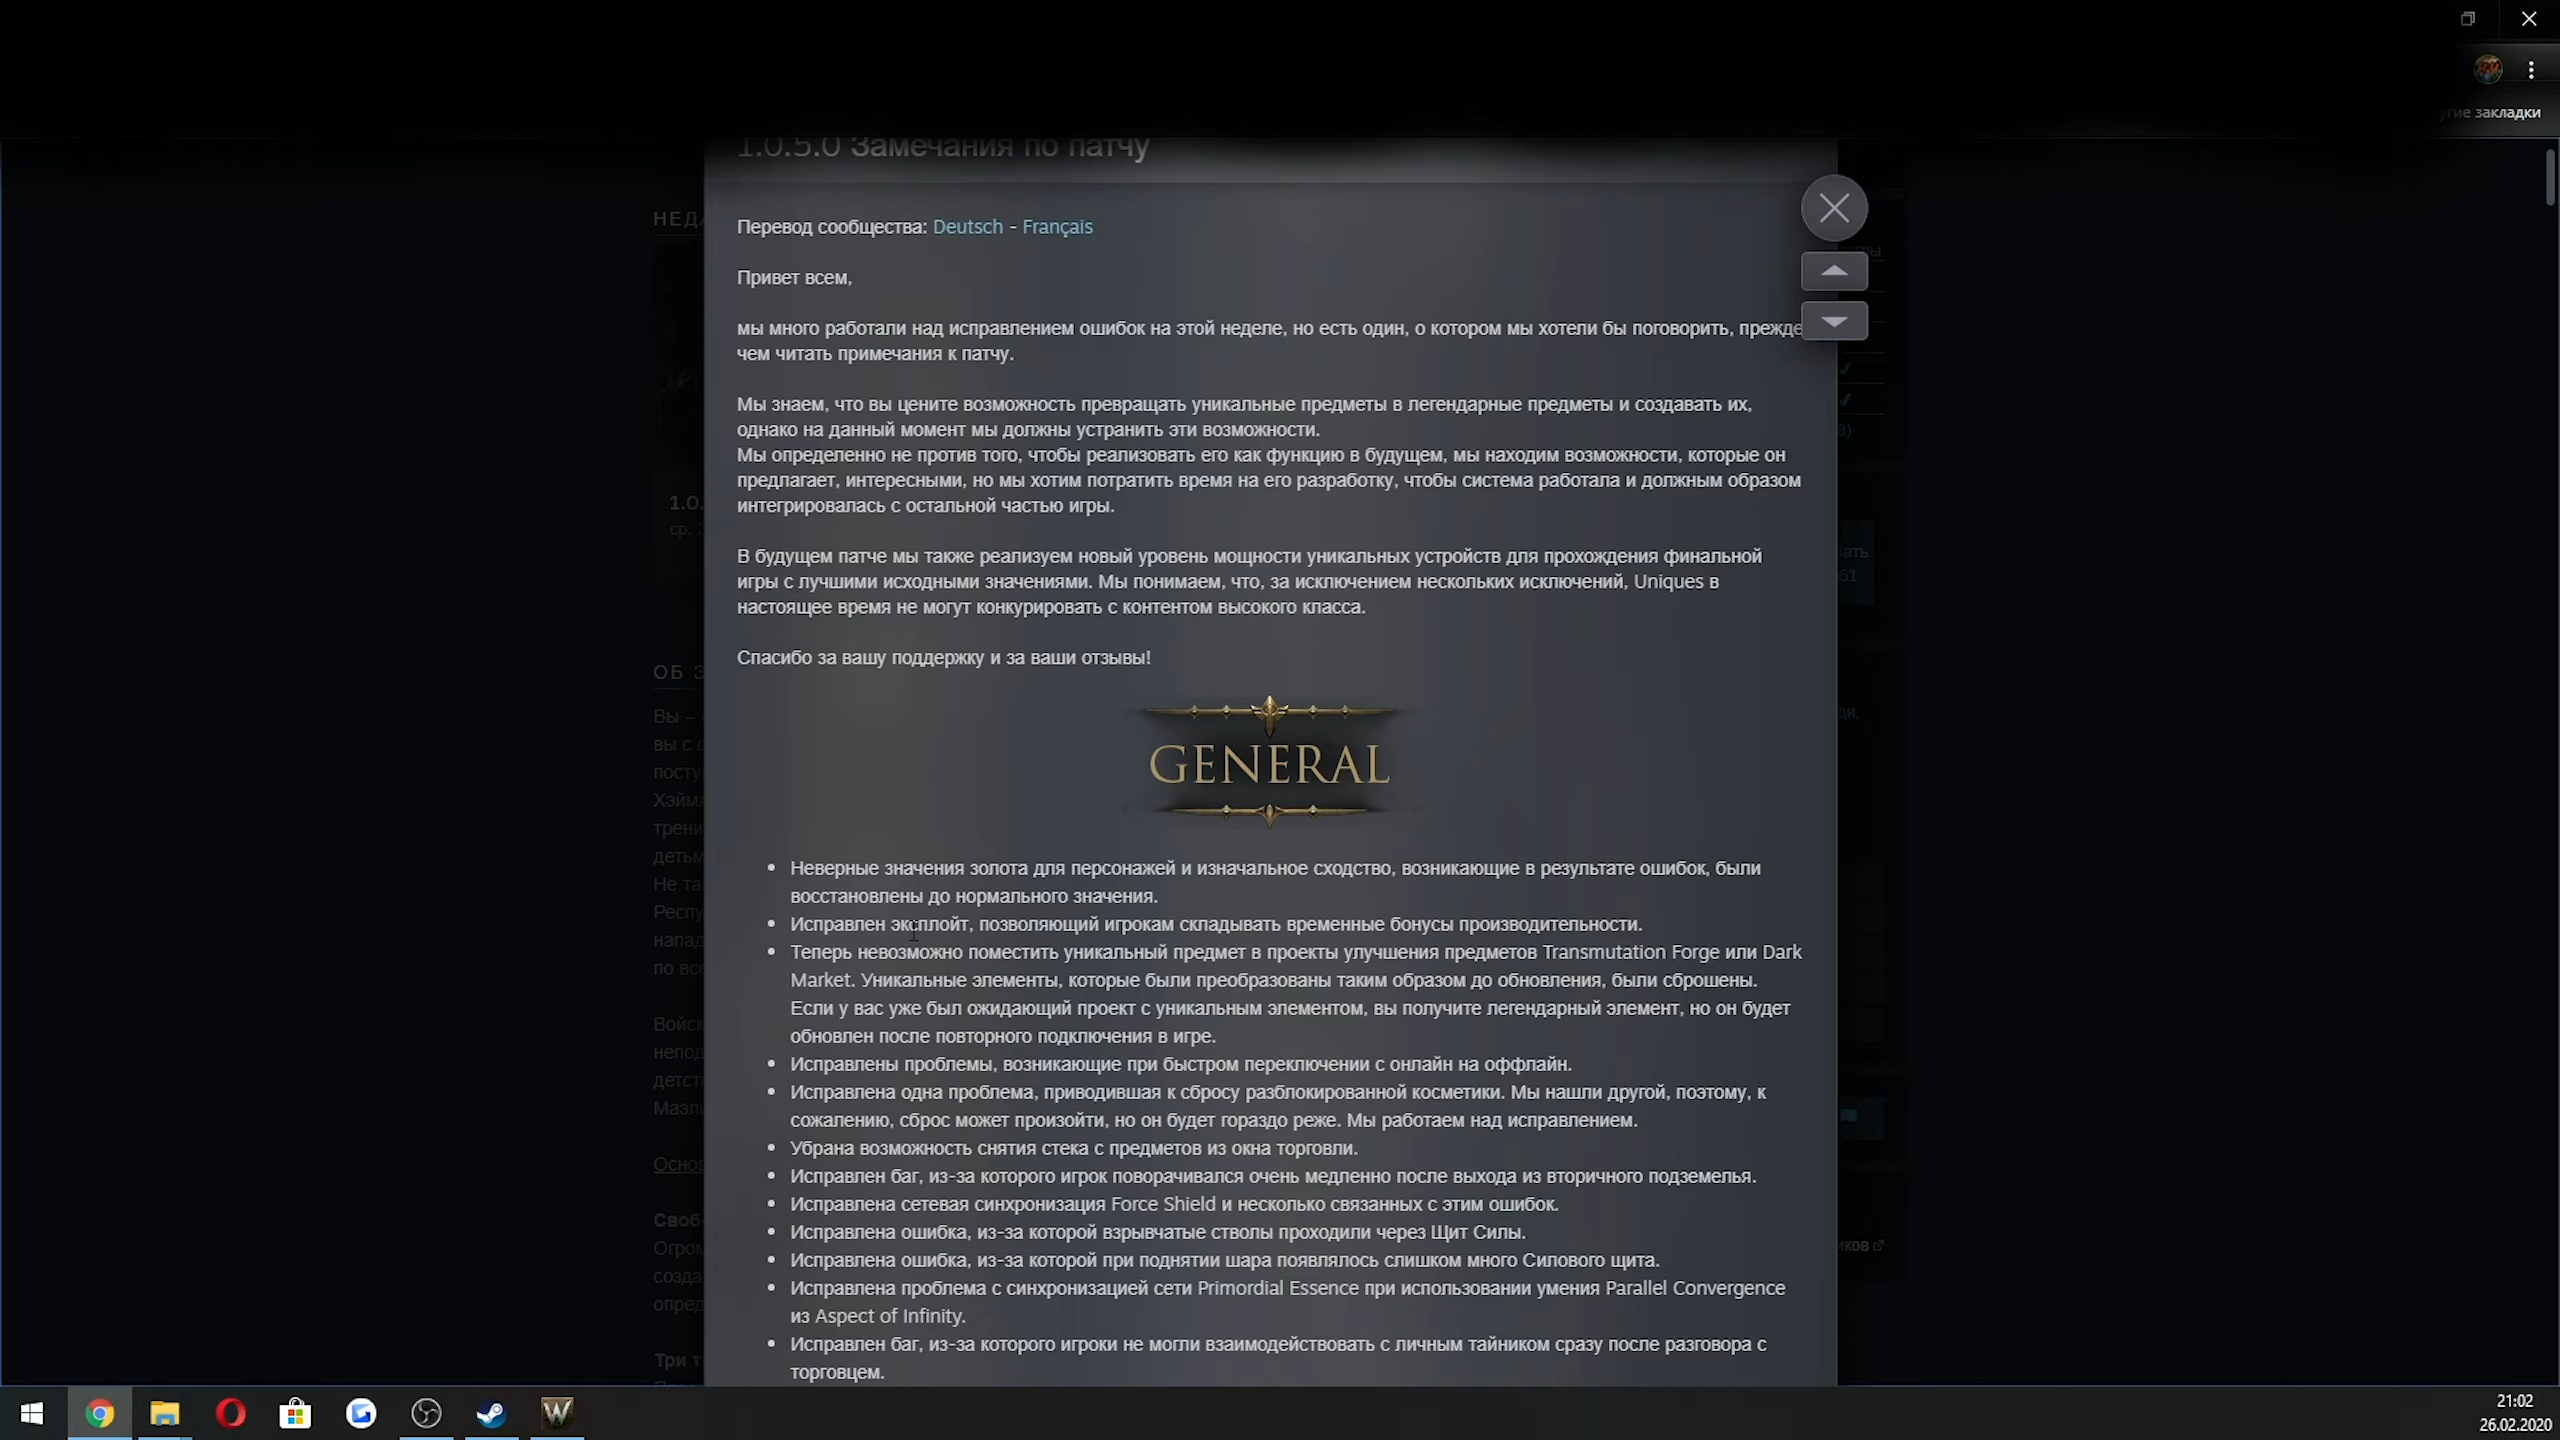 угие закладки
1.0.5.0 Замечания по патчу
Перевод сообщества: Deutsch - Français
Привет всем,
мы много работали над исправлением ошибок на этой неделе, но есть один, о котором мы хотели бы поговорить, прежде
чем читать примечания к патчу.
Мы знаем, что вы цените возможность превращать уникальные предметы в легендарные предметы и создавать их,
однако на данный момент мы должны устранить эти возможности.
Мы определенно не против того, чтобы реализовать его как функцию в будущем, мы находим возможности, которые он
предлагает, интересными, но мы хотим потратить время на его разработку, чтобы система работала и должным образом
интегрировалась с остальной частью игры.
В будущем патче мы также реализуем новый уровень мощности уникальных устройств для прохождения финальной
игры с лучшими исходными значениями. Мы понимаем, что, за исключением нескольких исключений, Uniques в
настоящее время не могут конкурировать с контентом высокого класса.
Спасибо за вашу поддержку и за ваши отзывы!
GENERAL
Неверные значения золота для персонажей и изначальное сходство, возникающие в результате ошибок, были
восстановлены до нормального значения.
Исправлен эксплойт, позволяющий игрокам складывать временные бонусы производительности.
Теперь невозможно поместить уникальный предмет в проекты улучшения предметов Transmutation Forge или Dark
Market. Уникальные элементы, которые были преобразованы таким образом до обновления, были сброшены.
Если у вас уже был ожидающий проект с уникальным элементом, вы получите легендарный элемент, но он будет
обновлен после повторного подключения в игре.
Исправлены проблемы, возникающие при быстром переключении с онлайн на оффлайн.
Исправлена одна проблема, приводившая к сбросу разблокированной косметики. Мы нашли другой, поэтому, к
сожалению, сброс может произойти, но он будет гораздо реже. Мы работаем над исправлением.
Убрана возможность снятия стека с предметов из окна торговли.
Исправлен баг, из-за которого игрок поворачивался очень медленно после выхода из вторичного подземелья.
Исправлена сетевая синхронизация Force Shield и несколько связанных с этим ошибок.
Исправлена ошибка, из-за которой взрывчатые стволы проходили через Щит Силы.
Исправлена ошибка, из-за которой при поднятии шара появлялось слишком много Силового щита.
Исправлена проблема с синхронизацией сети Primordial Essence при использовании умения Parallel Convergence
из Aspect of Infinity.
Исправлен баг, из-за которого игроки не могли взаимодействовать с личным тайником сразу после разговора с
торговцем.
21:02
26.02.2020